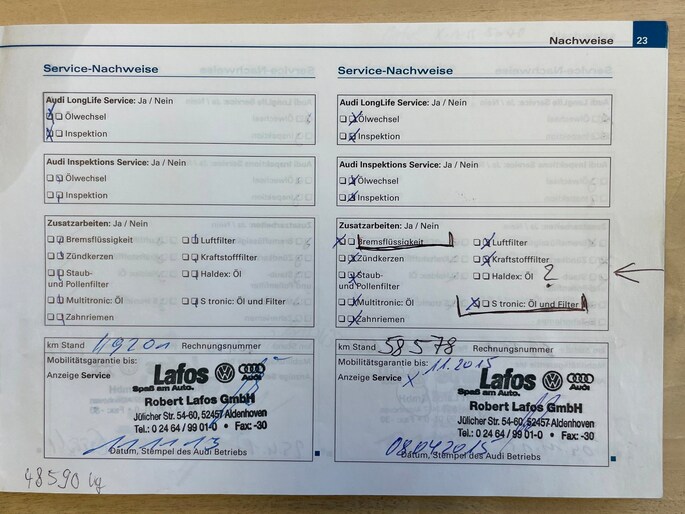 Nachweise 23
Service-Nachweise
Audi LongLife Service: Ja / Nein
Ölwechsel
Inspektion
Audi Inspektions Service: Ja / Nein
Ölwechsel
Inspektion
Zusatzarbeiten: Ja / Nein
Bremsflüssigkeit
Luftfilter
Zündkerzen
Kraftstofffilter
Staub-
und Pollenfilter
Haldex: Öl
Multitronic: Öl
S tronic: Öl und Filter
Zahnriemen
km Stand
Rechnungsnummer
Mobilitätsgarantie bis:
Anzeige Service
Lafos
Audi
Spaß am Auto.
Robert Lafos GmbH
Jülicher Str. 54-60, 52457 Aldenhoven
Tel.: 0 24 64 / 99 01-0 • Fax: -30
11.11.13
Datum, Stempel des Audi Betriebs
48590
Service-Nachweise
Audi LongLife Service: Ja / Nein
Ölwechsel
Inspektion
Audi Inspektions Service: Ja / Nein
Ölwechsel
Inspektion
Zusatzarbeiten: Ja / Nein
Bremsflüssigkeit
Luftfilter
Zündkerzen
Kraftstofffilter
Staub-
und Pollenfilter
Haldex: Öl ?
Multitronic: Öl
S tronic: Öl und Filter
Zahnriemen
km Stand 58578 Rechnungsnummer
Mobilitätsgarantie bis: 11.2015
Anzeige Service X
Lafos
Audi
Spaß am Auto.
Robert Lafos GmbH
Jülicher Str. 54-60, 52457 Aldenhoven
Tel.: 0 24 64 / 99 01-0 • Fax: -30
08.04.2015
Datum, Stempel des Audi Betriebs